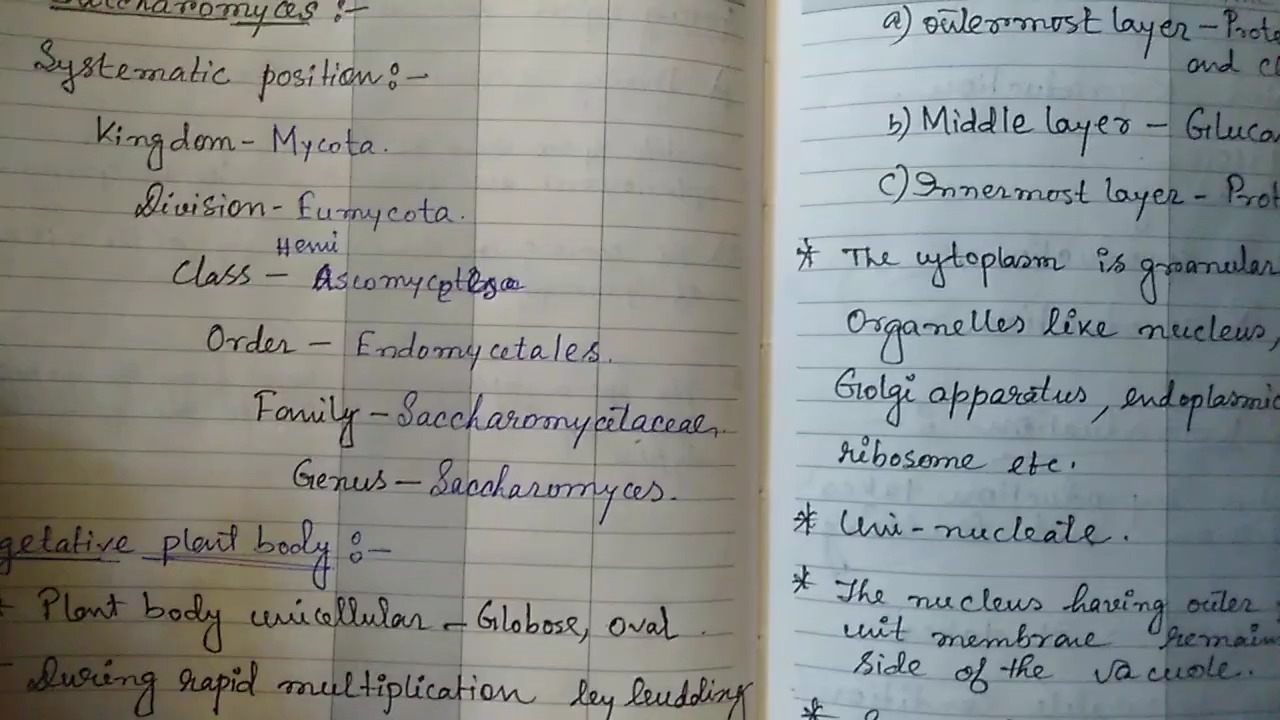 Saccharomyces :-
Systematic position :-
Kingdom - Mycota.
Division - Eumycota.
Hemi
Class - Ascomycetes
Order - Endomycetales.
Family - Saccharomycetaceae,
Genus - Saccharomyces.
getative plant body :-
Plant body unicellular - Globose, oval.
- During rapid multiplication by budding
a) outermost layer - Prote
and c
b) Middle layer - Gluca
c) Innermost layer - Prot
* The cytoplasm is granular
Organelles like nucleus,
Golgi apparatus, endoplasmic
ribosome etc.
* Uni-nucleate.
* The nucleus having outer
unit membrane remain
side of the vacuole.
*